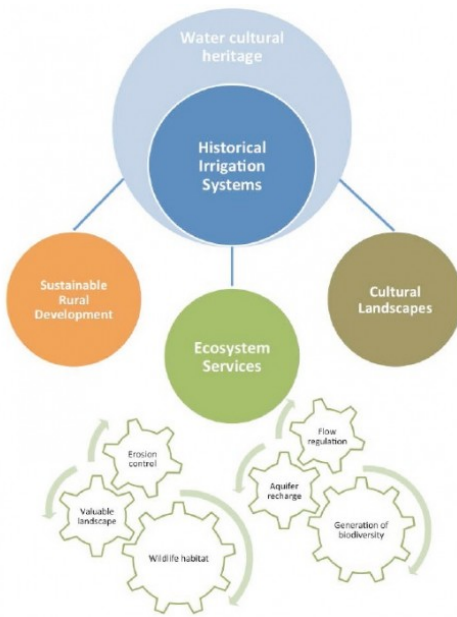 Water cultural
heritage
Historical
Irrigation
Systems
Sustainable
Rural
Development
Ecosystem
Services
Cultural
Landscapes
Erosion
control
Valuable
landscape
Wildlife habitat
Flow
regulation
Aquifer
recharge
Generation of
biodiversity